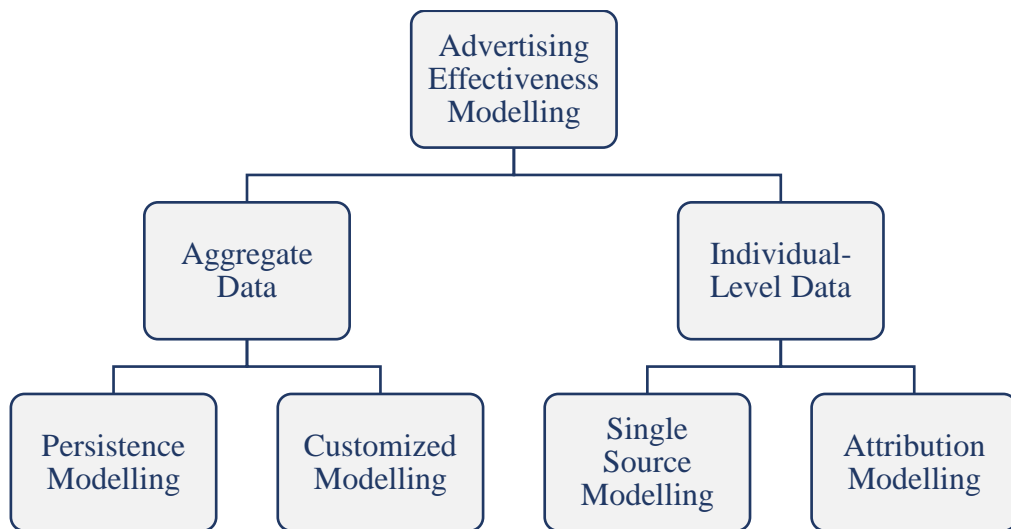 Advertising
Effectiveness
Modelling
Aggregate
Data
Individual-
Level Data
Persistence
Modelling
Customized
Modelling
Single
Source
Modelling
Attribution
Modelling